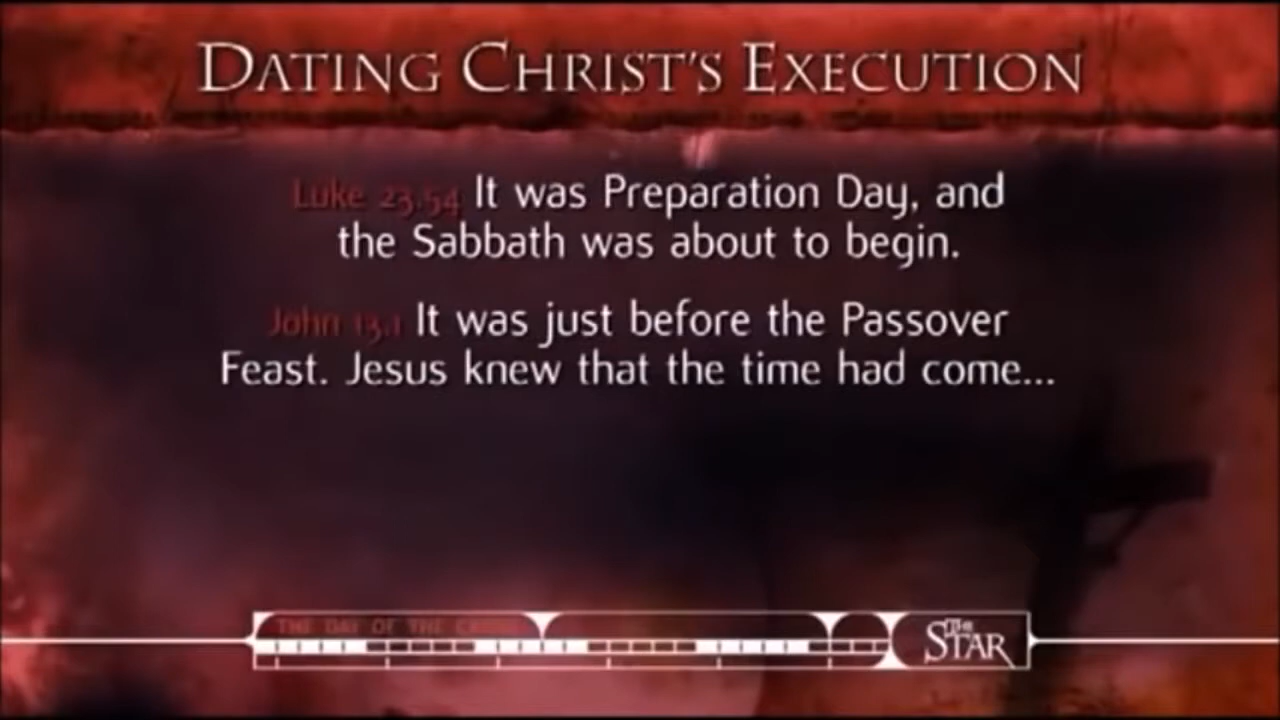 DATING CHRIST'S EXECUTION
Luke 23.54 It was Preparation Day, and
the Sabbath was about to begin.
John 13.1 It was just before the Passover
Feast. Jesus knew that the time had come...
THE DAY OF THE
THE
STAR